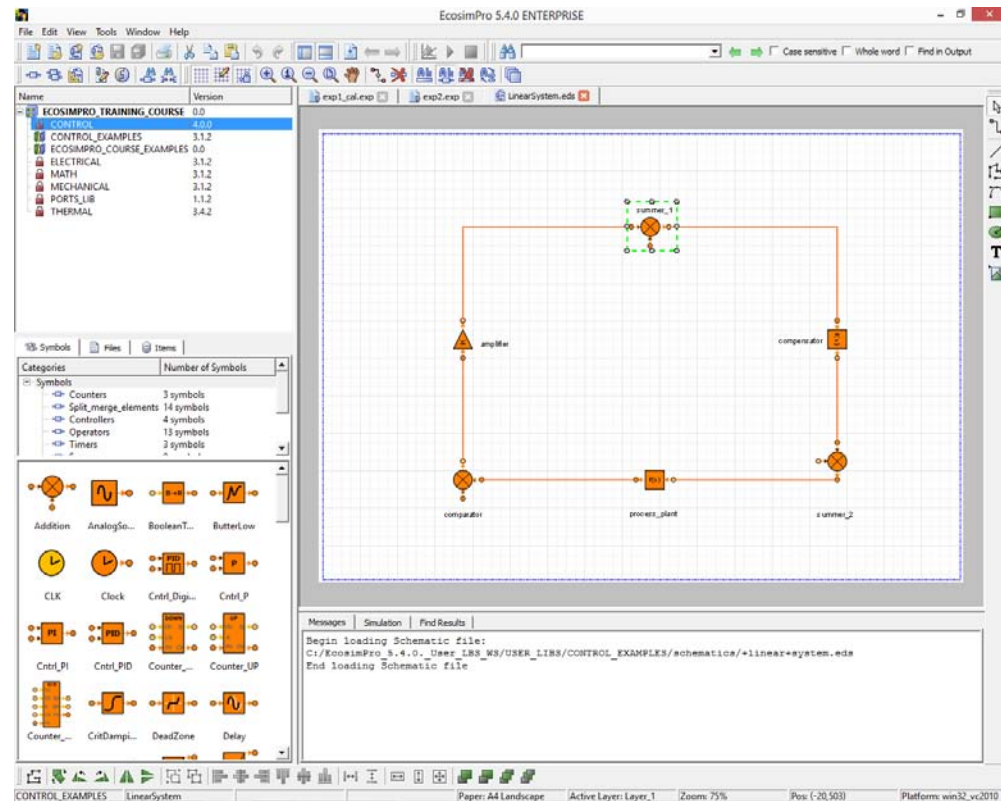 EcosimPro 5.4.0 ENTERPRISE
File Edit View Tools Window Help
Case sensitive Whole word Find in Output
Name Version
ECOSIMPRO_TRAINING_COURSE 0.0
CONTROL 4.0.0
CONTROL_EXAMPLES 3.1.2
ECOSIMPRO_COURSE_EXAMPLES 0.0
ELECTRICAL 3.1.2
MATH 3.1.2
MECHANICAL 3.1.2
PORTS_LIB 1.1.2
THERMAL 3.4.2
Symbols Files Items
Categories Number of Symbols
Symbols
Counters 3 symbols
Split_merge_elements 14 symbols
Controllers 4 symbols
Operators 13 symbols
Timers 3 symbols
Addition AnalogSo... BooleanT... ButterLow
CLK Clock Cntrl_Digi... Cntrl_P
PI PID DOWN UP
Cntrl_PI Cntrl_PID Counter_... Counter_UP
Counter_... CritDampi... DeadZone Delay
exp1_cal.exp exp2.exp LinearSystem.eds
summer_1
amplifier
compensator
comparator
process_plant
summer_2
Messages Simulation Find Results
Begin loading Schematic file:
C:/EcosimPro_5.4.0._User_LBS_WS/USER_LIBS/CONTROL_EXAMPLES/schematics/+linear+system.eds
End loading Schematic file
CONTROL_EXAMPLES LinearSystem Paper: A4 Landscape Active Layer: Layer_1 Zoom: 75% Pos: (-20,503) Platform: win32_vc2010